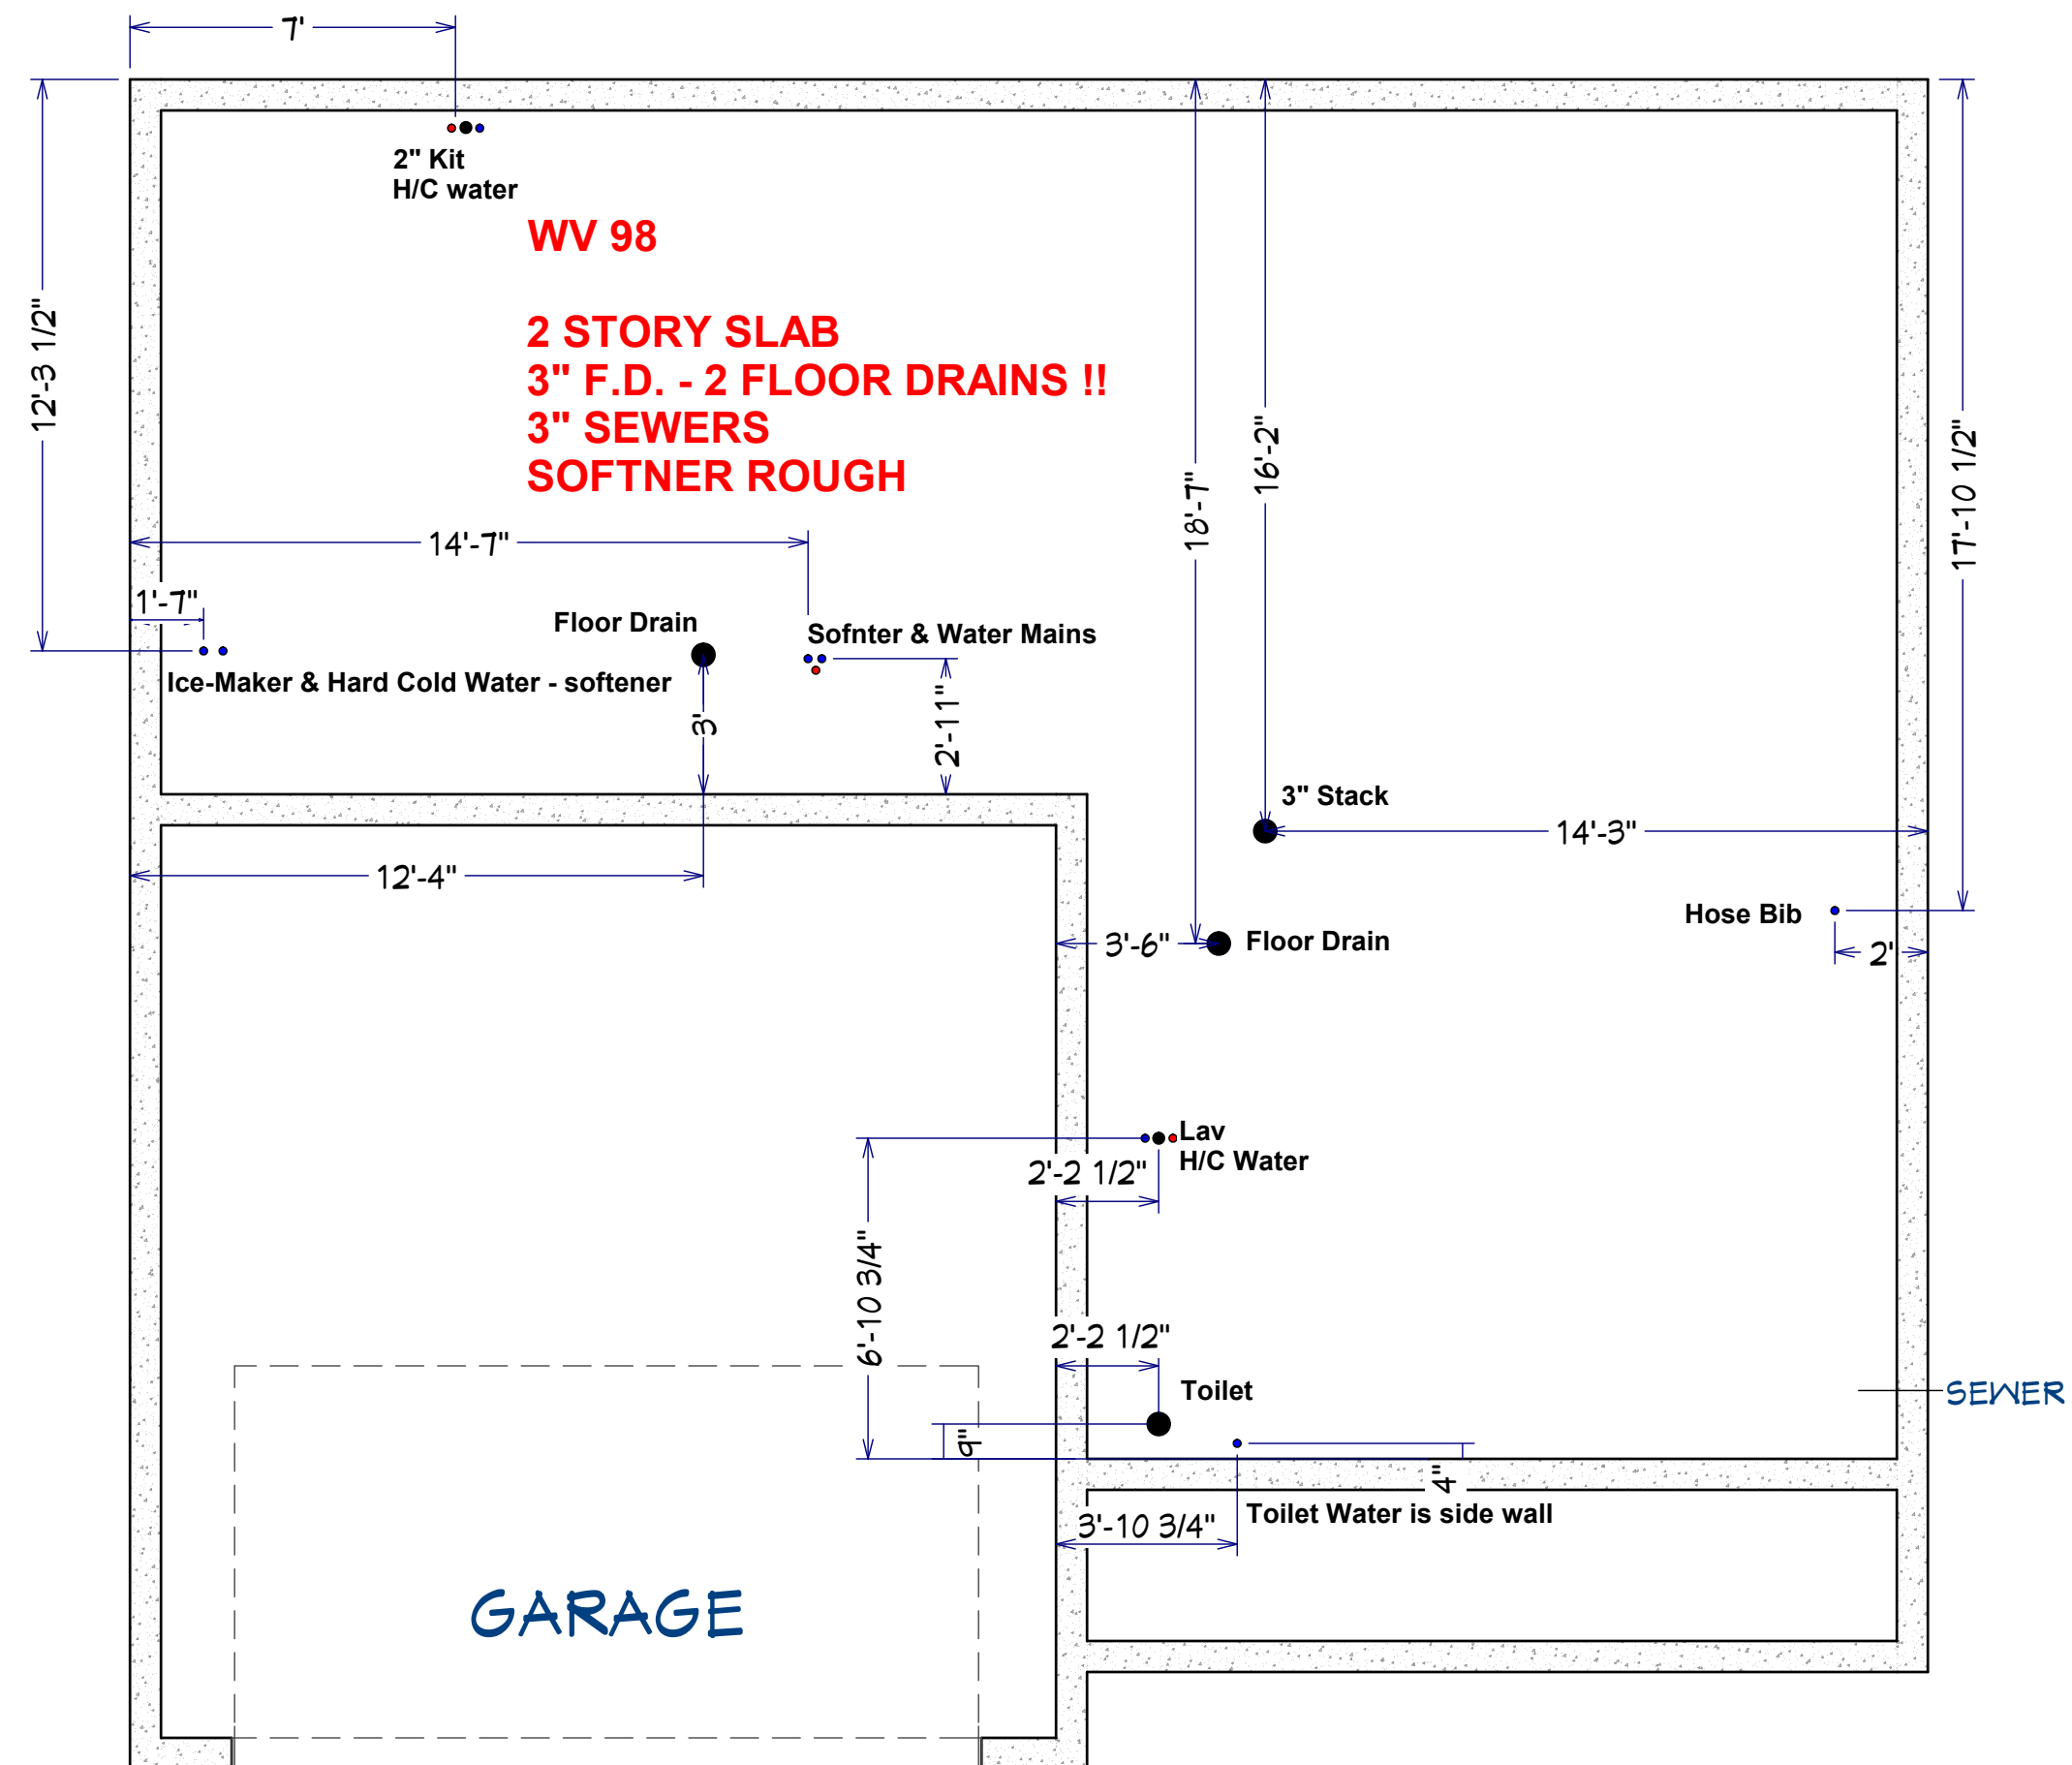 7'
2" Kit
H/C water
WV 98
2 STORY SLAB
3" F.D. - 2 FLOOR DRAINS !!
3" SEWERS
SOFTNER ROUGH
12'-3 1/2"
18'-7"
16'-2"
17'-10 1/2"
14'-7"
1'-7"
Floor Drain
Sofnter & Water Mains
Ice-Maker & Hard Cold Water - softener
3'
2'-11"
3" Stack
14'-3"
12'-4"
Hose Bib
3'-6"
Floor Drain
2'
Lav
H/C Water
2'-2 1/2"
6'-10 3/4"
2'-2 1/2"
Toilet
SEWER
9"
4"
Toilet Water is side wall
3'-10 3/4"
GARAGE